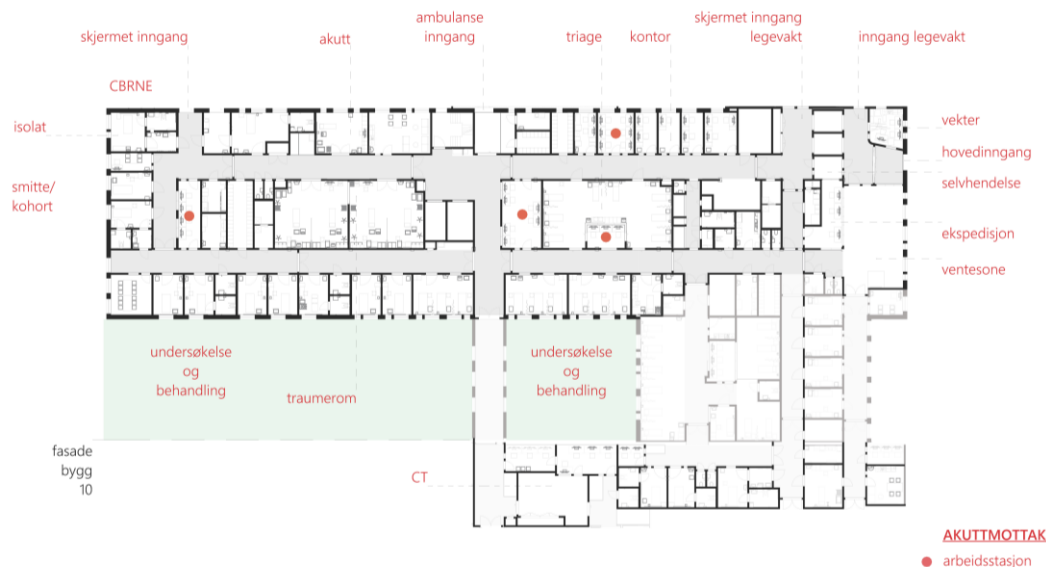 ambulanse
inngang
skjermet inngang
akutt
triage
kontor
skjermet inngang
legevakt
inngang legevakt
CBRNE
isolat
vekter
hovedinngang
smitte/
kohort
selvhendelse
ekspedisjon
ventesone
undersøkelse
og
behandling
traumerom
undersøkelse
og
behandling
fasade
bygg
10
CT
AKUTTMOTTAK
arbeidsstasjon